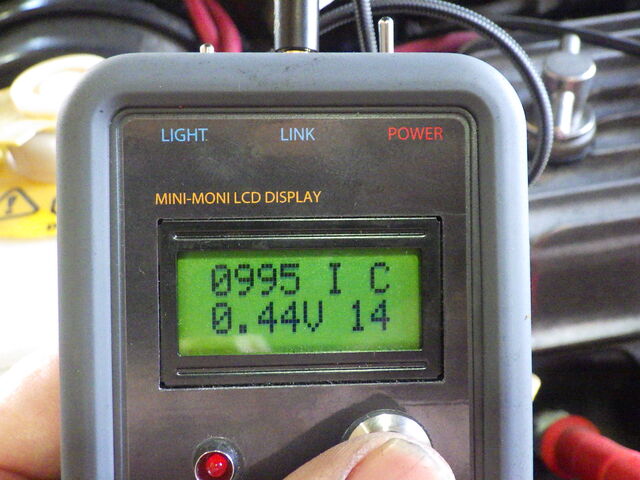 LIGHT LINK POWER
MINI-MONI LCD DISPLAY
0995 I C
0.44V 14